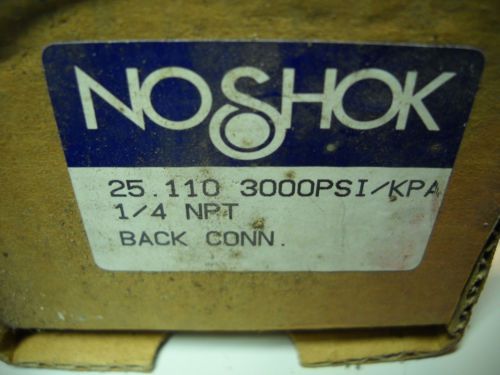 NOSHOK
25.110 3000PSI/KPA
1/4 NPT
BACK CONN.